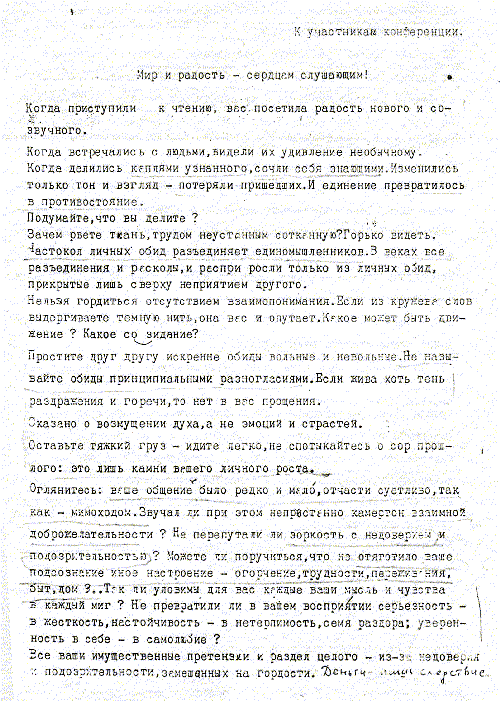 К участникам конференции.
Мир и радость - сердцам слушающим!
Когда приступили к чтению, вас посетила радость нового и со-
звучного.
Когда встречались с людьми,видели их удивление необычному.
Когда делились каплями узнанного,сочли себя знающими.Изменились
только тон и взгляд - потеряли пришедших.И единение превратилось
в противостояние.
Подумайте,что вы делите ?
Зачем рвете ткань,трудом неустанным сотканную?Горько видеть.
Частокол личных обид разъединяет единомышленников.В веках все
разъединения и расколы,и распри росли только из личных обид,
прикрытые лишь сверху неприятием другого.
Нельзя гордиться отсутствием взаимопонимания.Если из кружева слов
выдергиваете темную нить,она вас и опутает.Какое может быть дви-
жение ? Какое со зидание?
Простите друг другу искренне обиды вольные и невольные.Не назы-
вайте обиды принципиальными разногласиями.Если жива хоть тень
раздражения и горечи,то нет в вас прощения.
Сказано о возмущении духа,а не эмоций и страстей.
Оставьте тяжкий груз - идите легко,не спотыкайтесь о сор прош-
лого: это лишь камни вашего личного роста.
Оглянитесь: ваше общение было редко и мало,отчасти суетливо,так
как - мимоходом.Звучал ли при этом непрестанно камертон взаимной
доброжелательности ? Не перепутали ли зоркость с недоверием и
подозрительностью? Можете ли поручиться,что не отяготило ваше
подсознание иное настроение - огорчение,трудности,переживания,
быт,дом ?..Так ли уловимы для вас каждые ваши мысль и чувства
в каждый миг ? Не превратили ли в вашем восприятии серьезность -
в жесткость,настойчивость - в нетерпимость,семя раздора; уверен-
ность в себе - в самолюбие ?
Все ваши имущественные претензии и раздел целого - из-за недоверия
и подозрительности,замешанных на гордости. Деньги - лишь следствие.